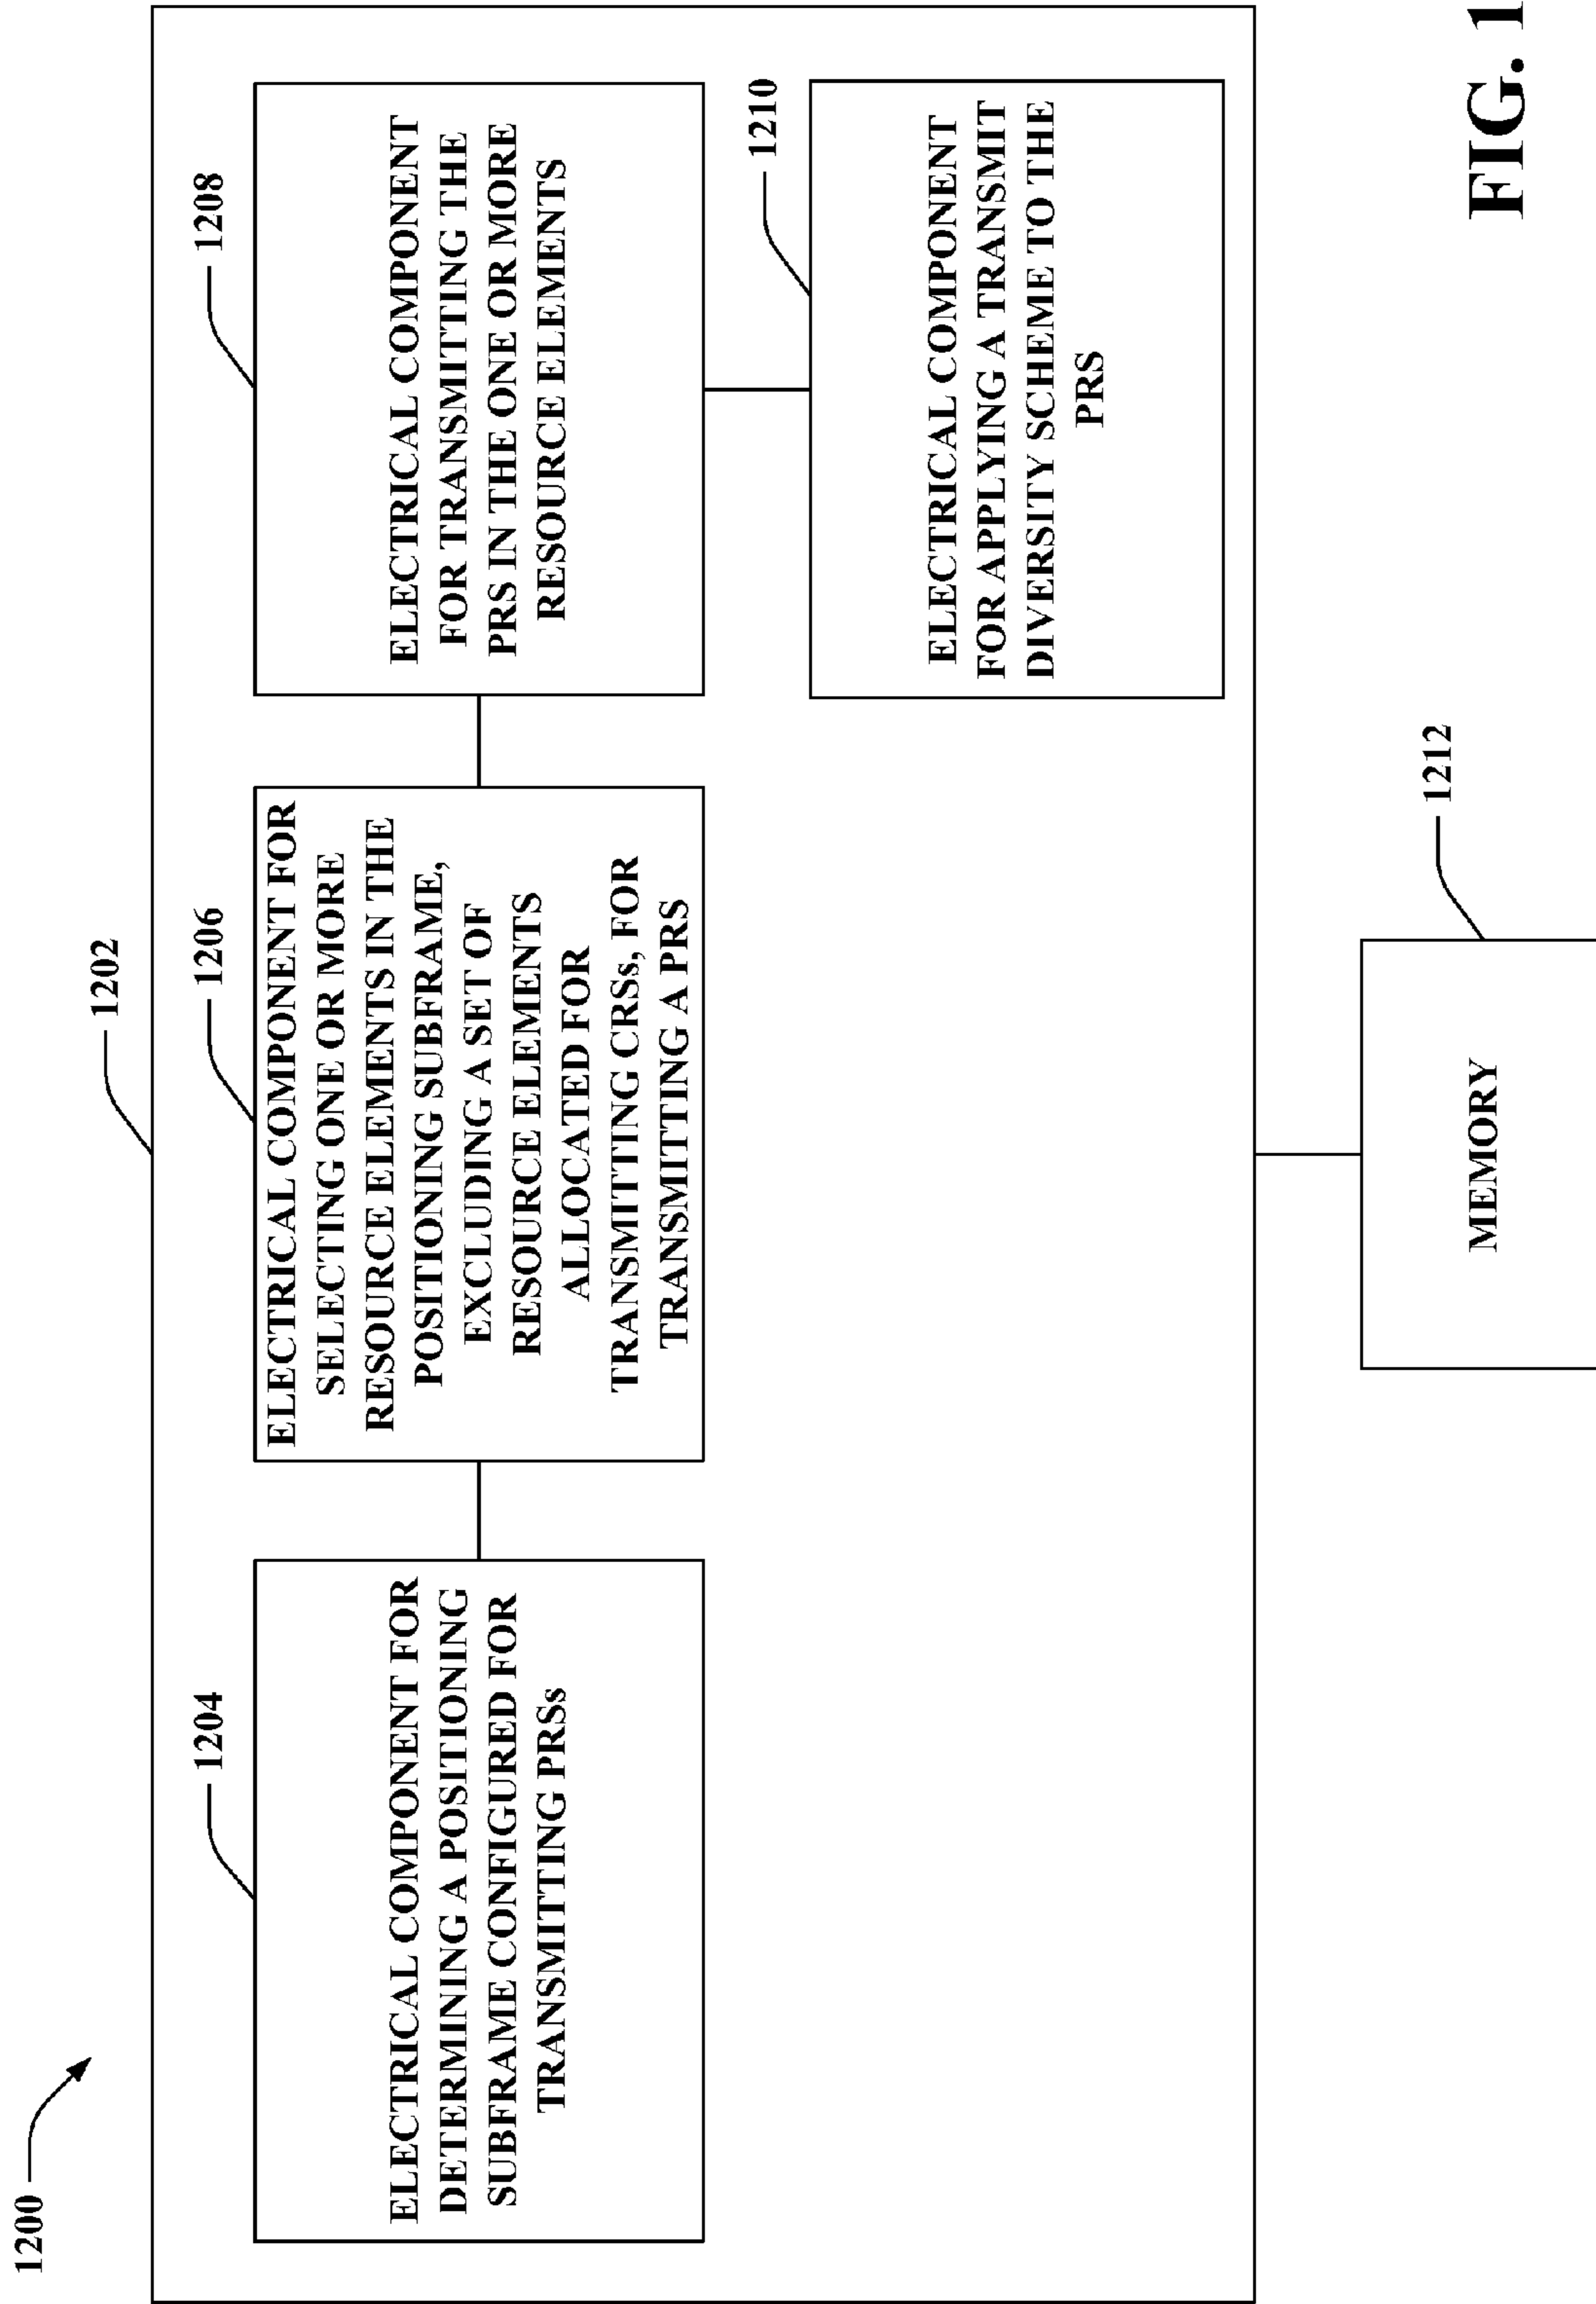 1200
1202
1204
ELECTRICAL COMPONENT FOR
DETERMINING A POSITIONING
SUBFRAME CONFIGURED FOR
TRANSMITTING PRSs
1206
ELECTRICAL COMPONENT FOR
SELECTING ONE OR MORE
RESOURCE ELEMENTS IN THE
POSITIONING SUBFRAME,
EXCLUDING A SET OF
RESOURCE ELEMENTS
ALLOCATED FOR
TRANSMITTING CRSs, FOR
TRANSMITTING A PRS
1208
ELECTRICAL COMPONENT
FOR TRANSMITTING THE
PRS IN THE ONE OR MORE
RESOURCE ELEMENTS
1210
ELECTRICAL COMPONENT
FOR APPLYING A TRANSMIT
DIVERSITY SCHEME TO THE
PRS
1212
MEMORY
FIG. 1